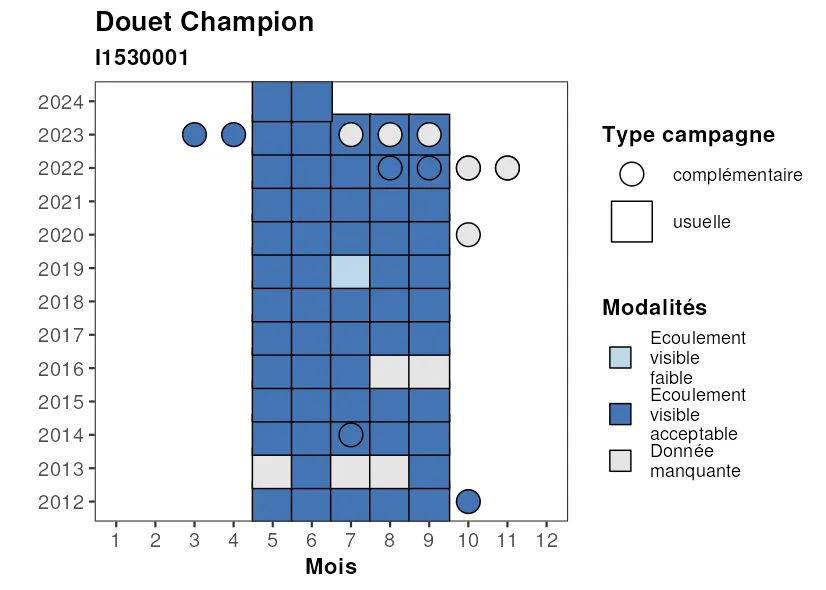 Douet Champion
I1530001
2024
2023
2022
2021
2020
2019
2018
2017
2016
2015
2014
2013
2012
1 2 3 4 5 6 7 8 9 10 11 12
Mois
Type campagne
complémentaire
usuelle
Modalités
Ecoulement
visible
faible
Ecoulement
visible
acceptable
Donnée
manquante